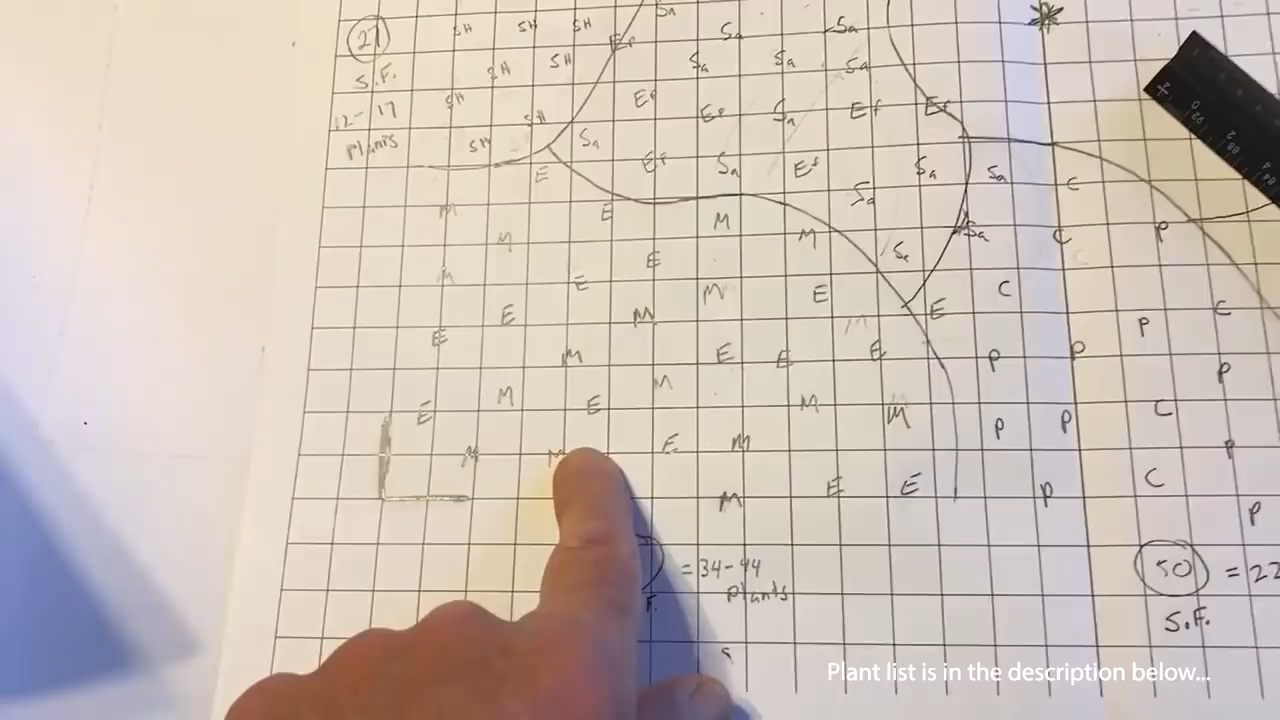 27
S.F.
12-17
plants
SH SH SH Sa Sa Sa
Ef
SH SH Sa Sa Sa
SH Ef Ef Sa Ef Ef
SH
SH Sa Ef Sa Ef Sa Sa C
E Sa
M E M
M M Sa C P
E Sa
M E M E C
E M E C
E M P
M E E E P P
M P
E M E M M C
P P
M M E M P
C
M E E P P
= 34-44
plants
F.
50 = 22
S.F.
Plant list is in the description below...